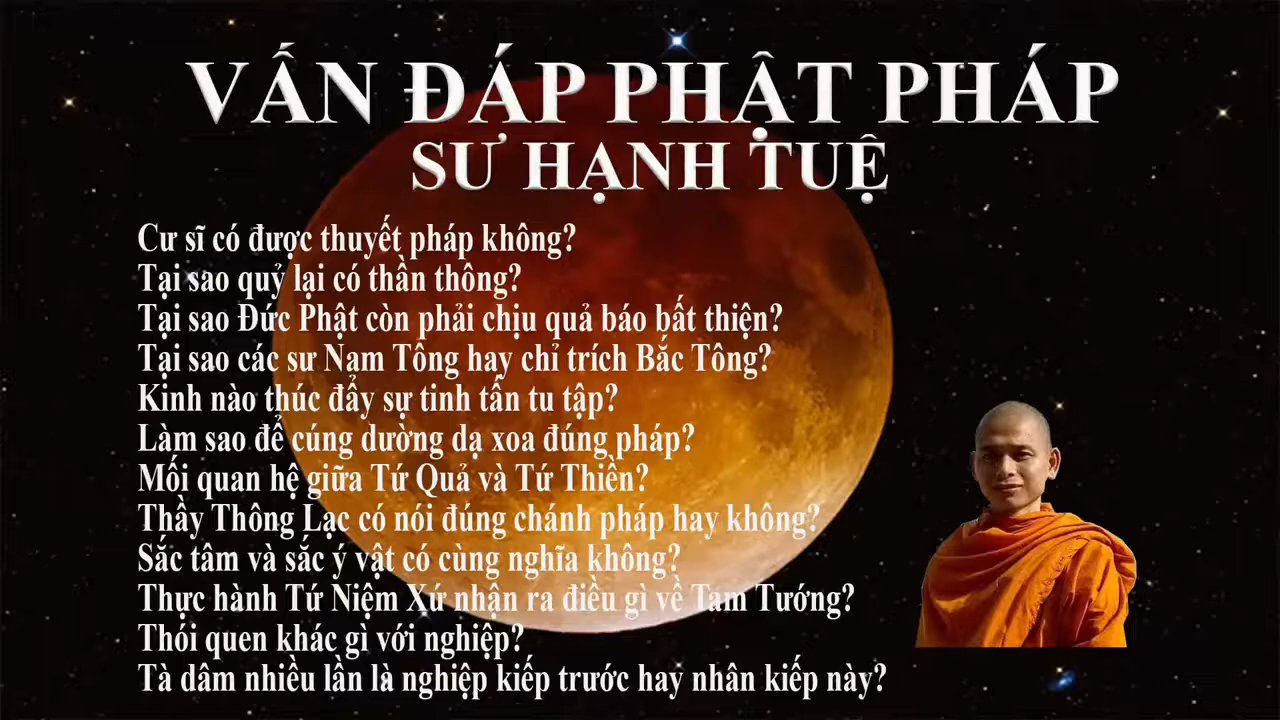 VẤN ĐÁP PHẬT PHÁP
SƯ HẠNH TUỆ
Cư sĩ có được thuyết pháp không?
Tại sao quỷ lại có thần thông?
Tại sao Đức Phật còn phải chịu quả báo bất thiện?
Tại sao các sư Nam Tông hay chỉ trích Bắc Tông?
Kinh nào thúc đẩy sự tinh tấn tu tập?
Làm sao để cúng dường dạ xoa đúng pháp?
Mối quan hệ giữa Tứ Quả và Tứ Thiền?
Thầy Thông Lạc có nói đúng chánh pháp hay không?
Sắc tâm và sắc ý vật có cùng nghĩa không?
Thực hành Tứ Niệm Xứ nhận ra điều gì về Tam Tướng?
Thói quen khác gì với nghiệp?
Tà dâm nhiều lần là nghiệp kiếp trước hay nhân kiếp này?